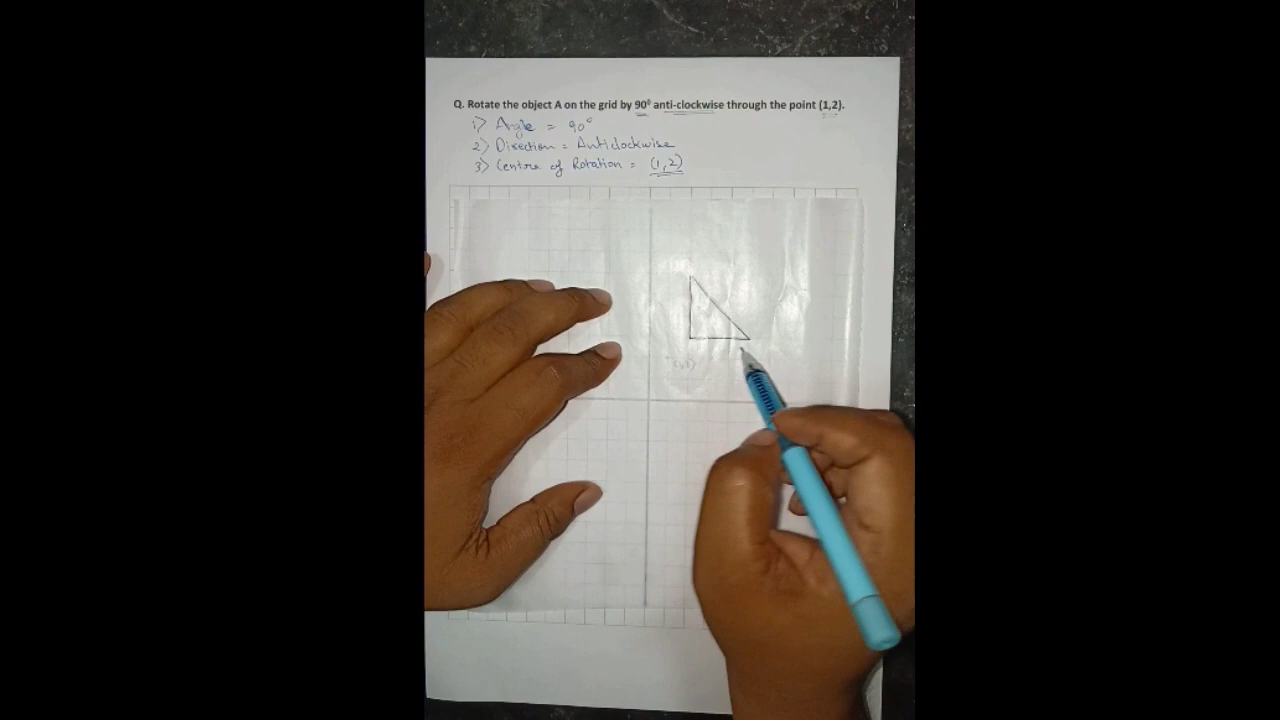 Q. Rotate the object A on the grid by 90⁰ anti-clockwise through the point (1,2).
1) Angle = 90°
2) Direction = Anticlockwise
3) Centre of Rotation = (1,2)